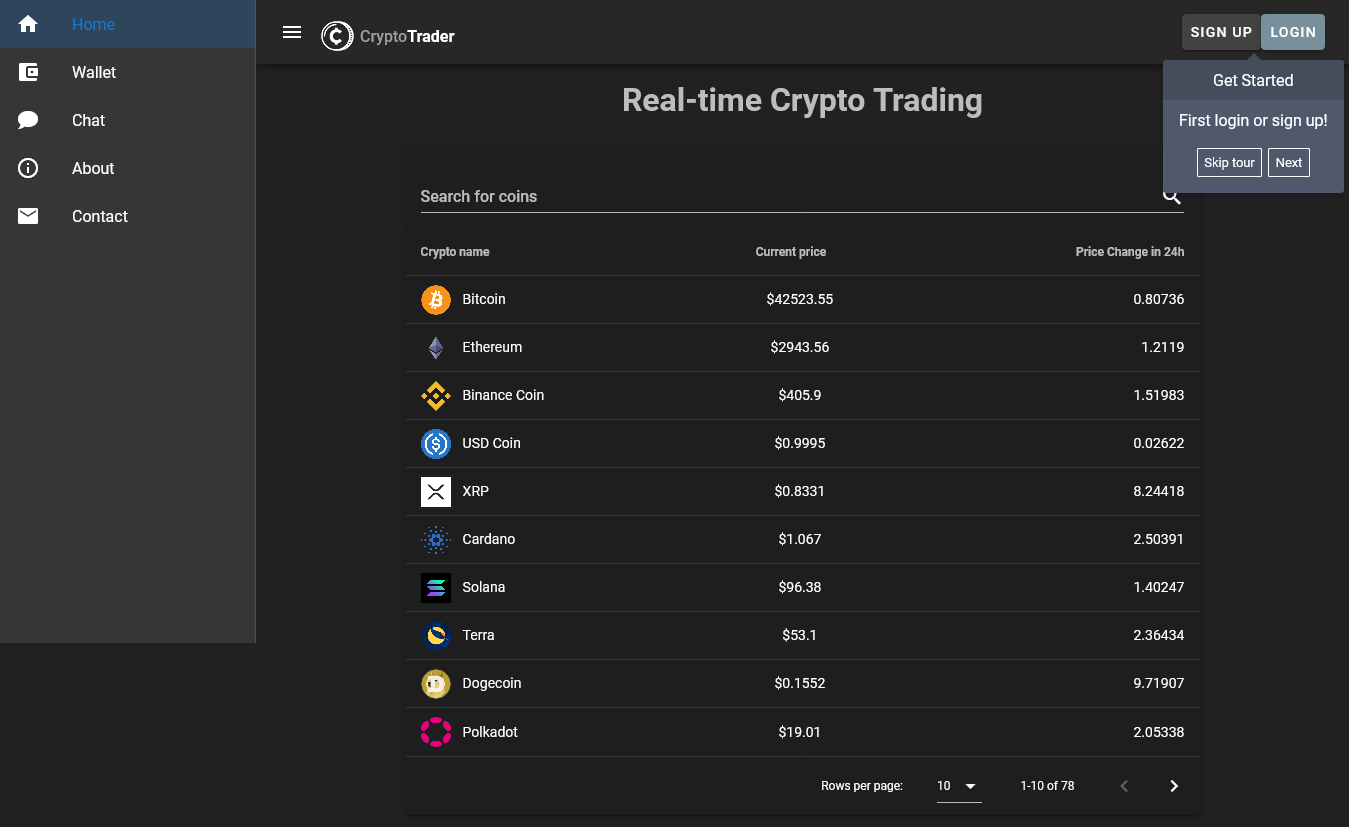 Home
Wallet
Chat
About
Contact
CryptoTrader
SIGN UP LOGIN
Get Started
First login or sign up!
Skip tour Next
Real-time Crypto Trading
Search for coins
Crypto name Current price Price Change in 24h
Bitcoin $42523.55 0.80736
Ethereum $2943.56 1.2119
Binance Coin $405.9 1.51983
USD Coin $0.9995 0.02622
XRP $0.8331 8.24418
Cardano $1.067 2.50391
Solana $96.38 1.40247
Terra $53.1 2.36434
Dogecoin $0.1552 9.71907
Polkadot $19.01 2.05338
Rows per page: 10 1-10 of 78